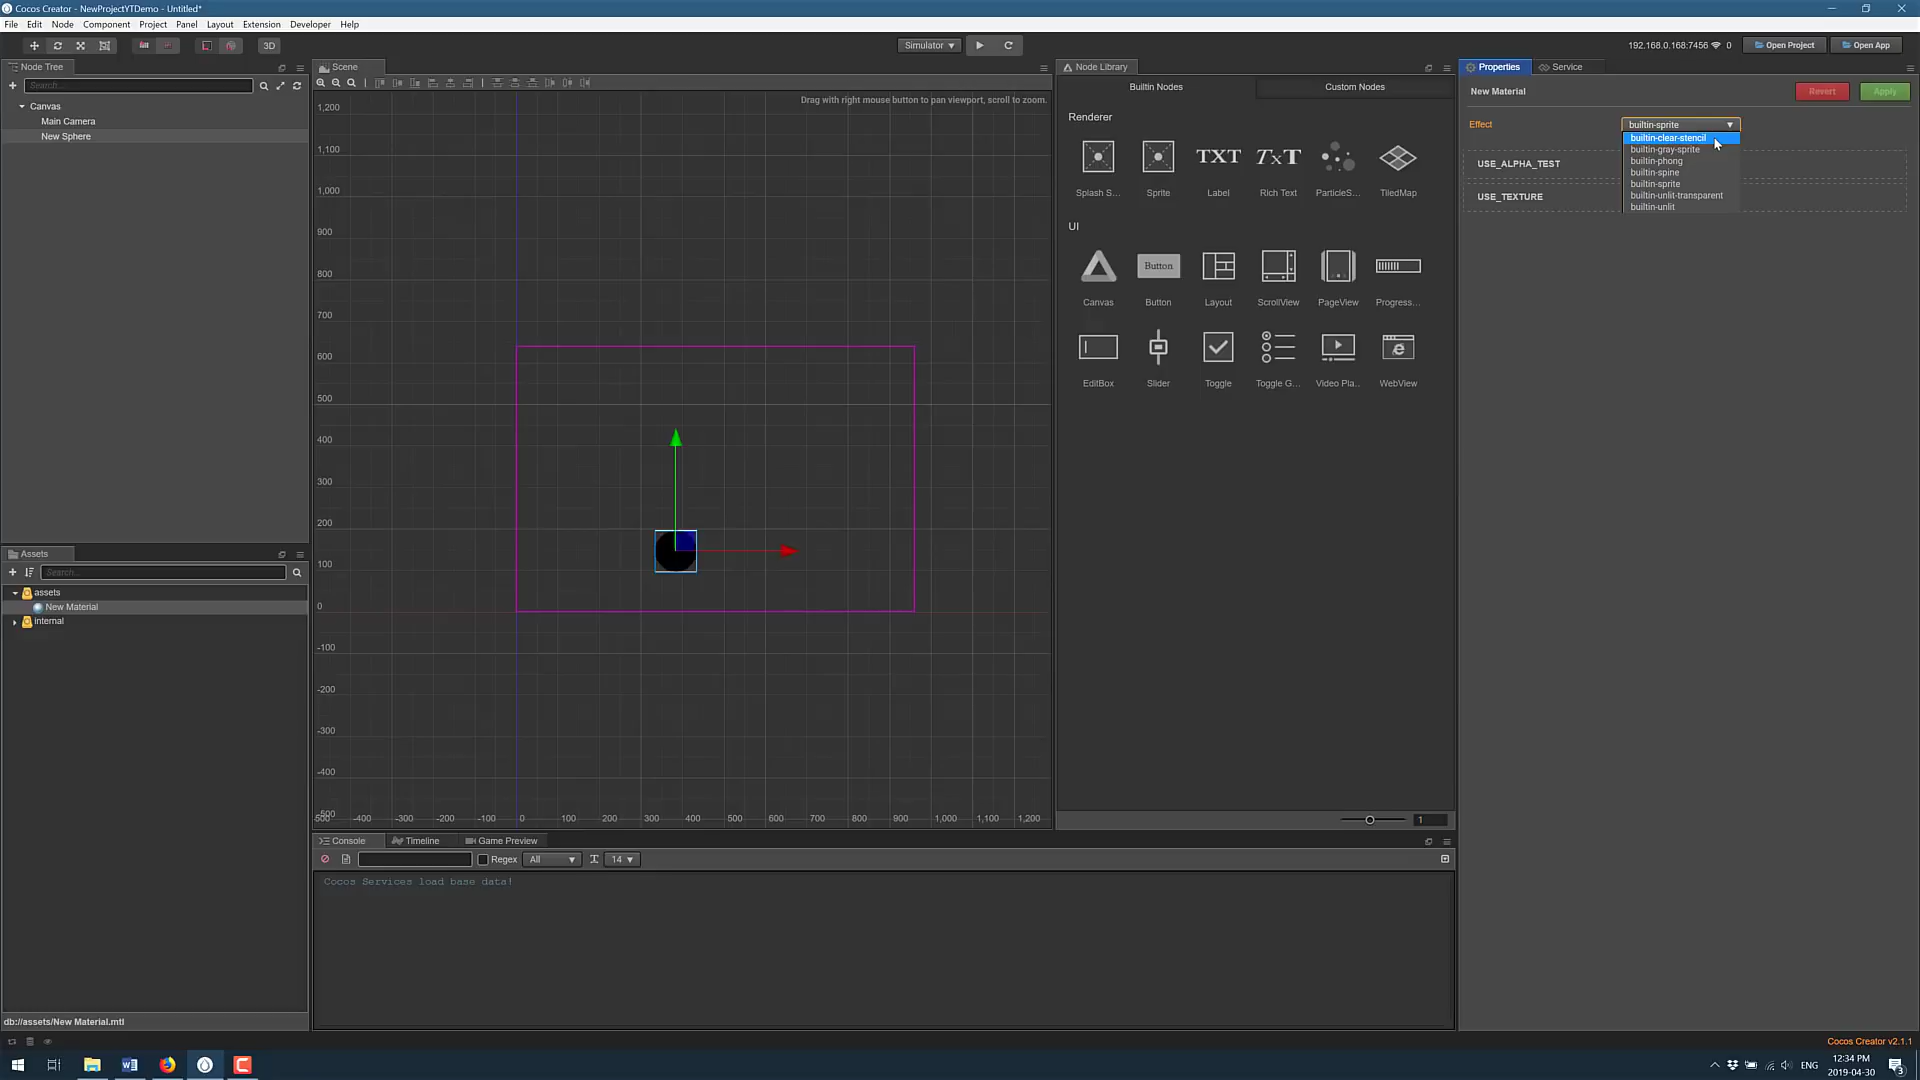 Cocos Creator - NewProjectYTDemo - Untitled*
File Edit Node Component Project Panel Layout Extension Developer Help
3D
Simulator
192.168.0.168:7456 0
Open Project
Open App
Node Tree
Search...
Canvas
Main Camera
New Sphere
Scene
Drag with right mouse button to pan viewport, scroll to zoom.
1,200
1,100
1,000
900
800
700
600
500
400
300
200
100
0
-100
-200
-300
-400
-500 -400 -300 -200 -100 0 100 200 300 400 500 600 700 800 900 1,000 1,100 1,200
Node Library
Builtin Nodes Custom Nodes
Renderer
TXT TxT
Splash S... Sprite Label Rich Text ParticleS... TiledMap
UI
Button
Canvas Button Layout ScrollView PageView Progress...
EditBox Slider Toggle Toggle G... Video Pla... WebView
1
Properties Service
New Material
Revert Apply
Effect
builtin-sprite
builtin-clear-stencil
builtin-gray-sprite
builtin-phong
builtin-spine
builtin-sprite
builtin-unlit-transparent
builtin-unlit
USE_ALPHA_TEST
USE_TEXTURE
Assets
Search...
assets
New Material
internal
db://assets/New Material.mtl
Console Timeline Game Preview
Regex All 14
Cocos Services load base data!
Cocos Creator v2.1.1
ENG
12:34 PM
2019-04-30
3